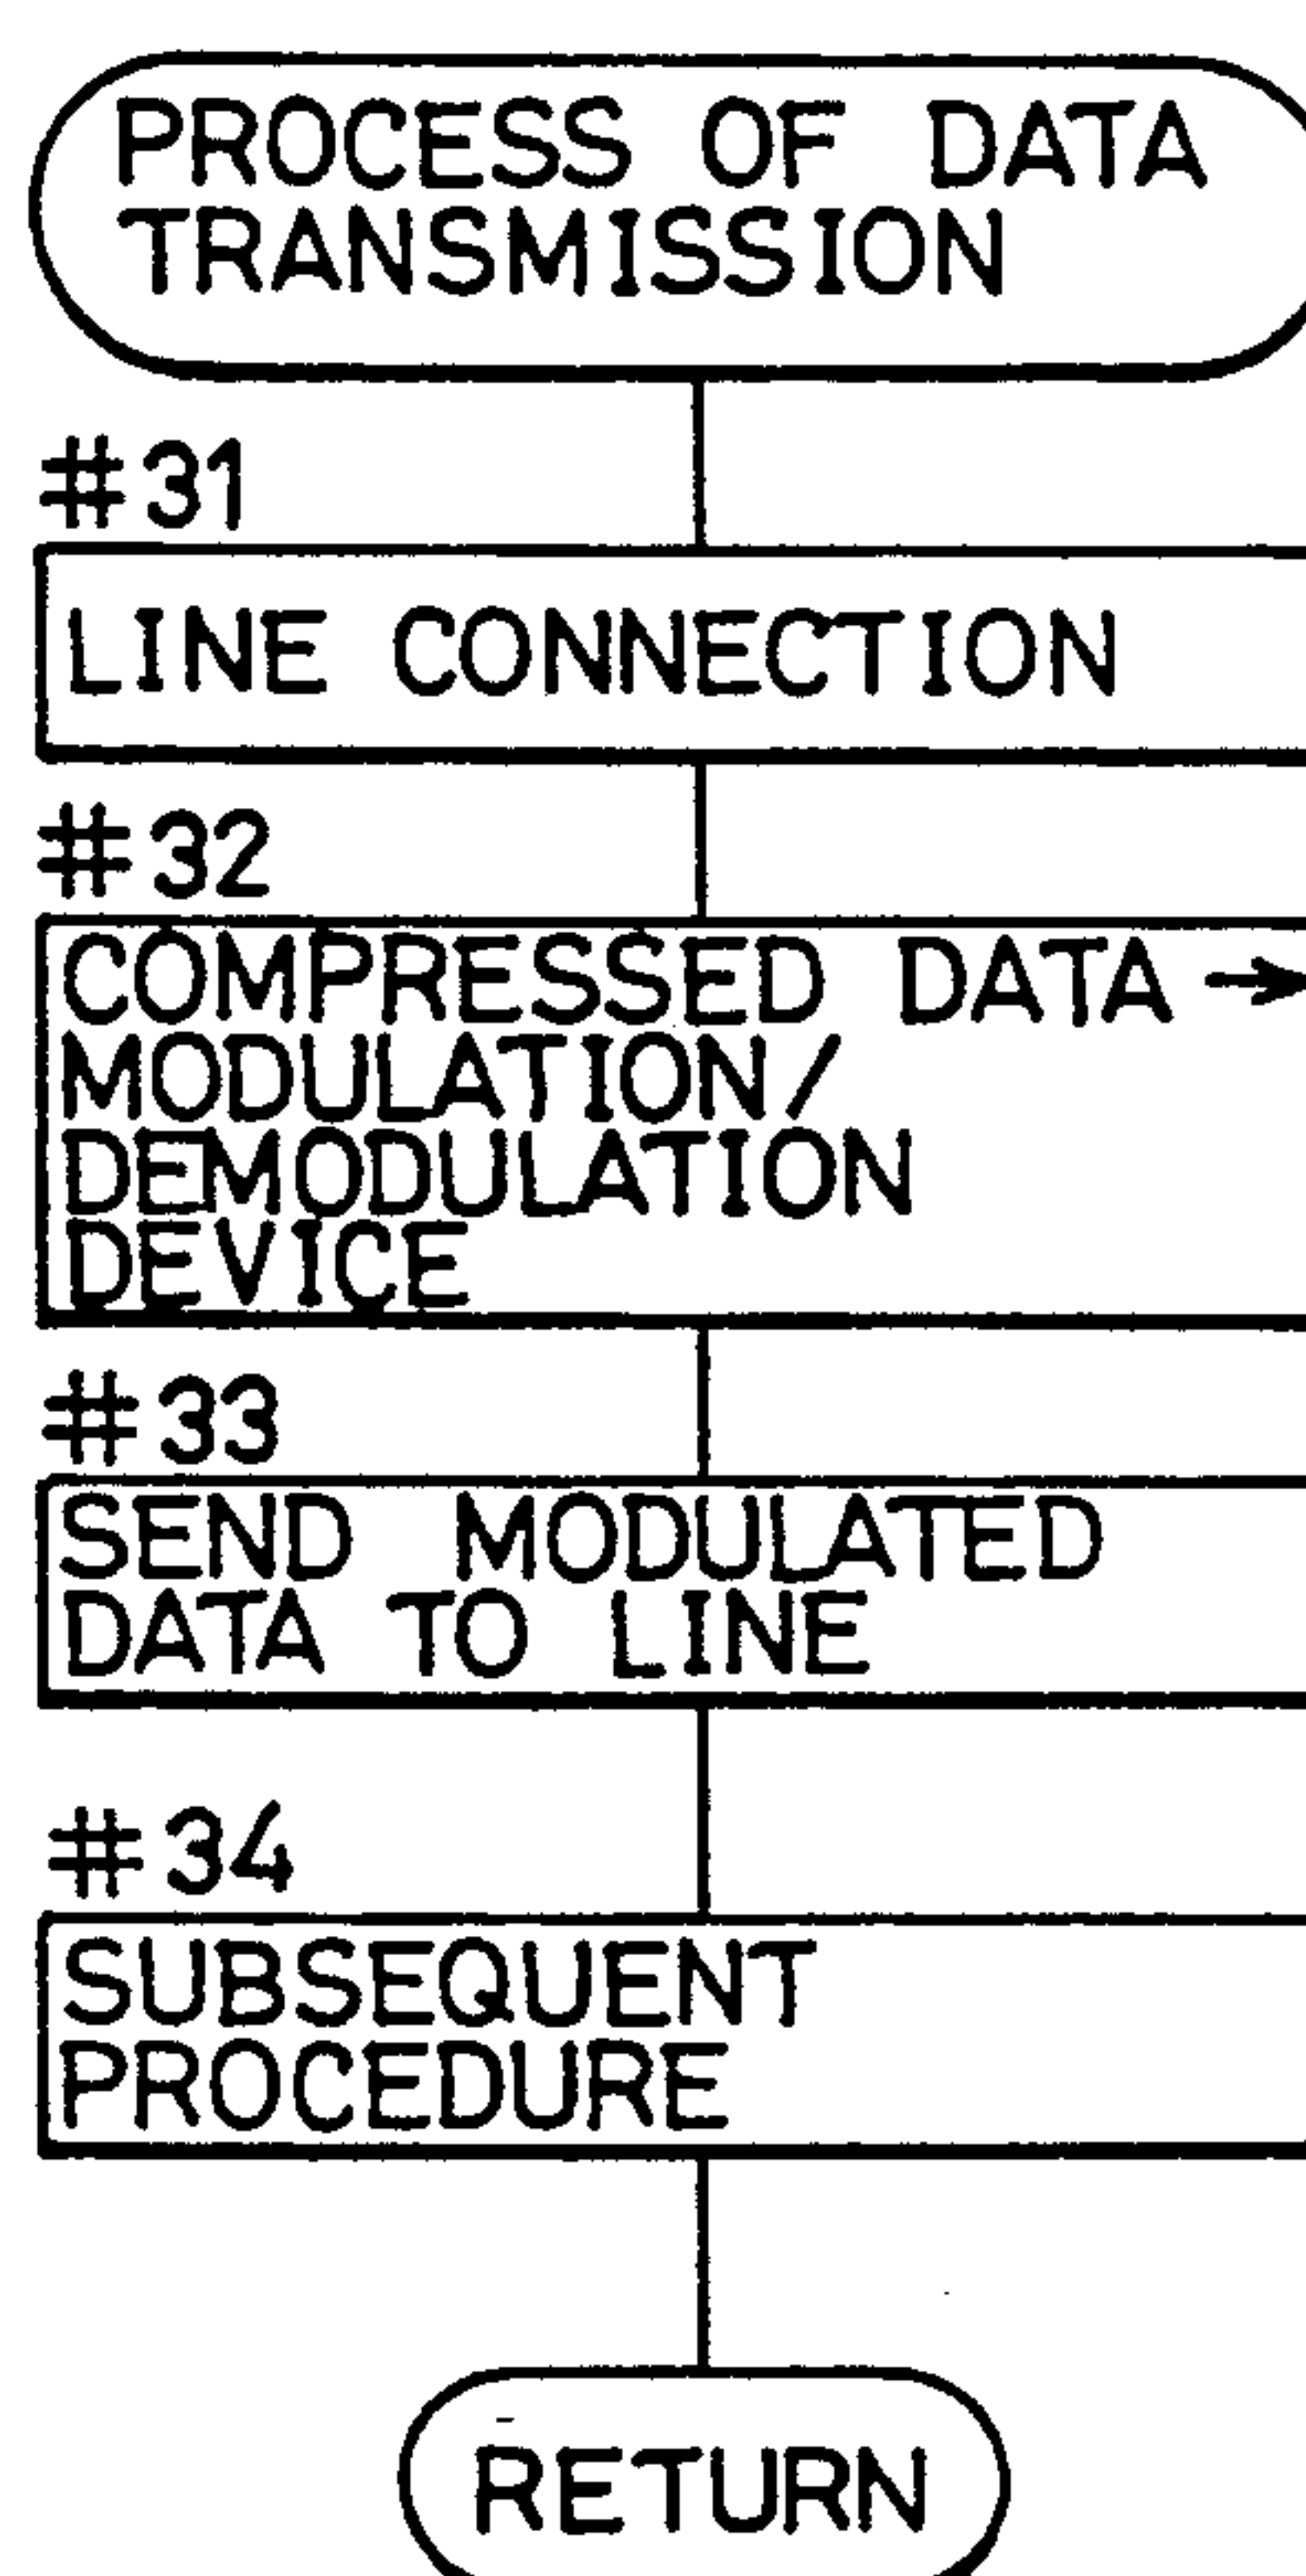 PROCESS OF DATA
TRANSMISSION
#31
LINE CONNECTION
#32
COMPRESSED DATA →
MODULATION/
DEMODULATION
DEVICE
#33
SEND MODULATED
DATA TO LINE
#34
SUBSEQUENT
PROCEDURE
RETURN